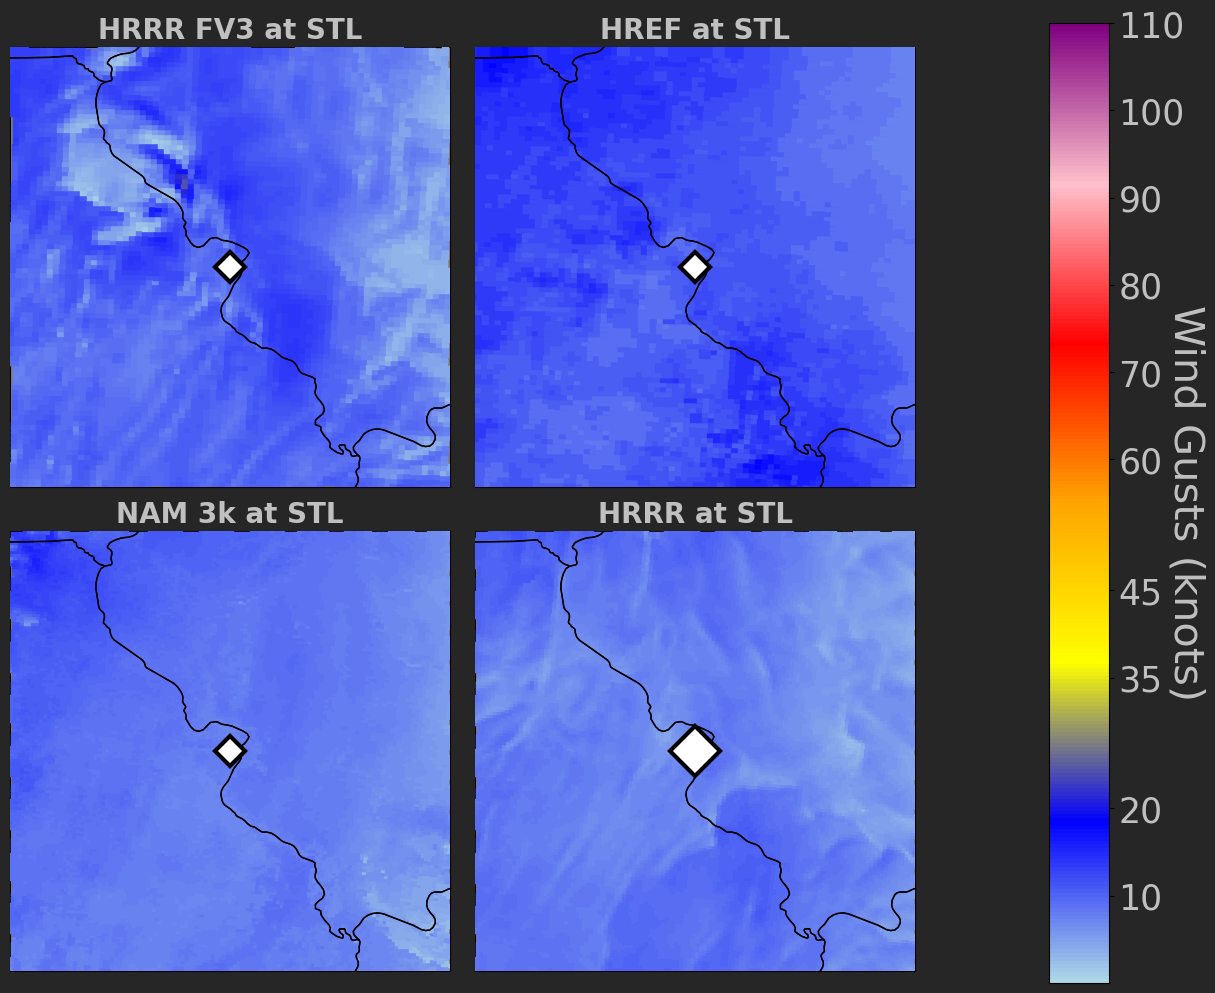 HRRR FV3 at STL
HREF at STL
NAM 3k at STL
HRRR at STL
110
100
90
80
70
60
45
35
20
10
Wind Gusts (knots)